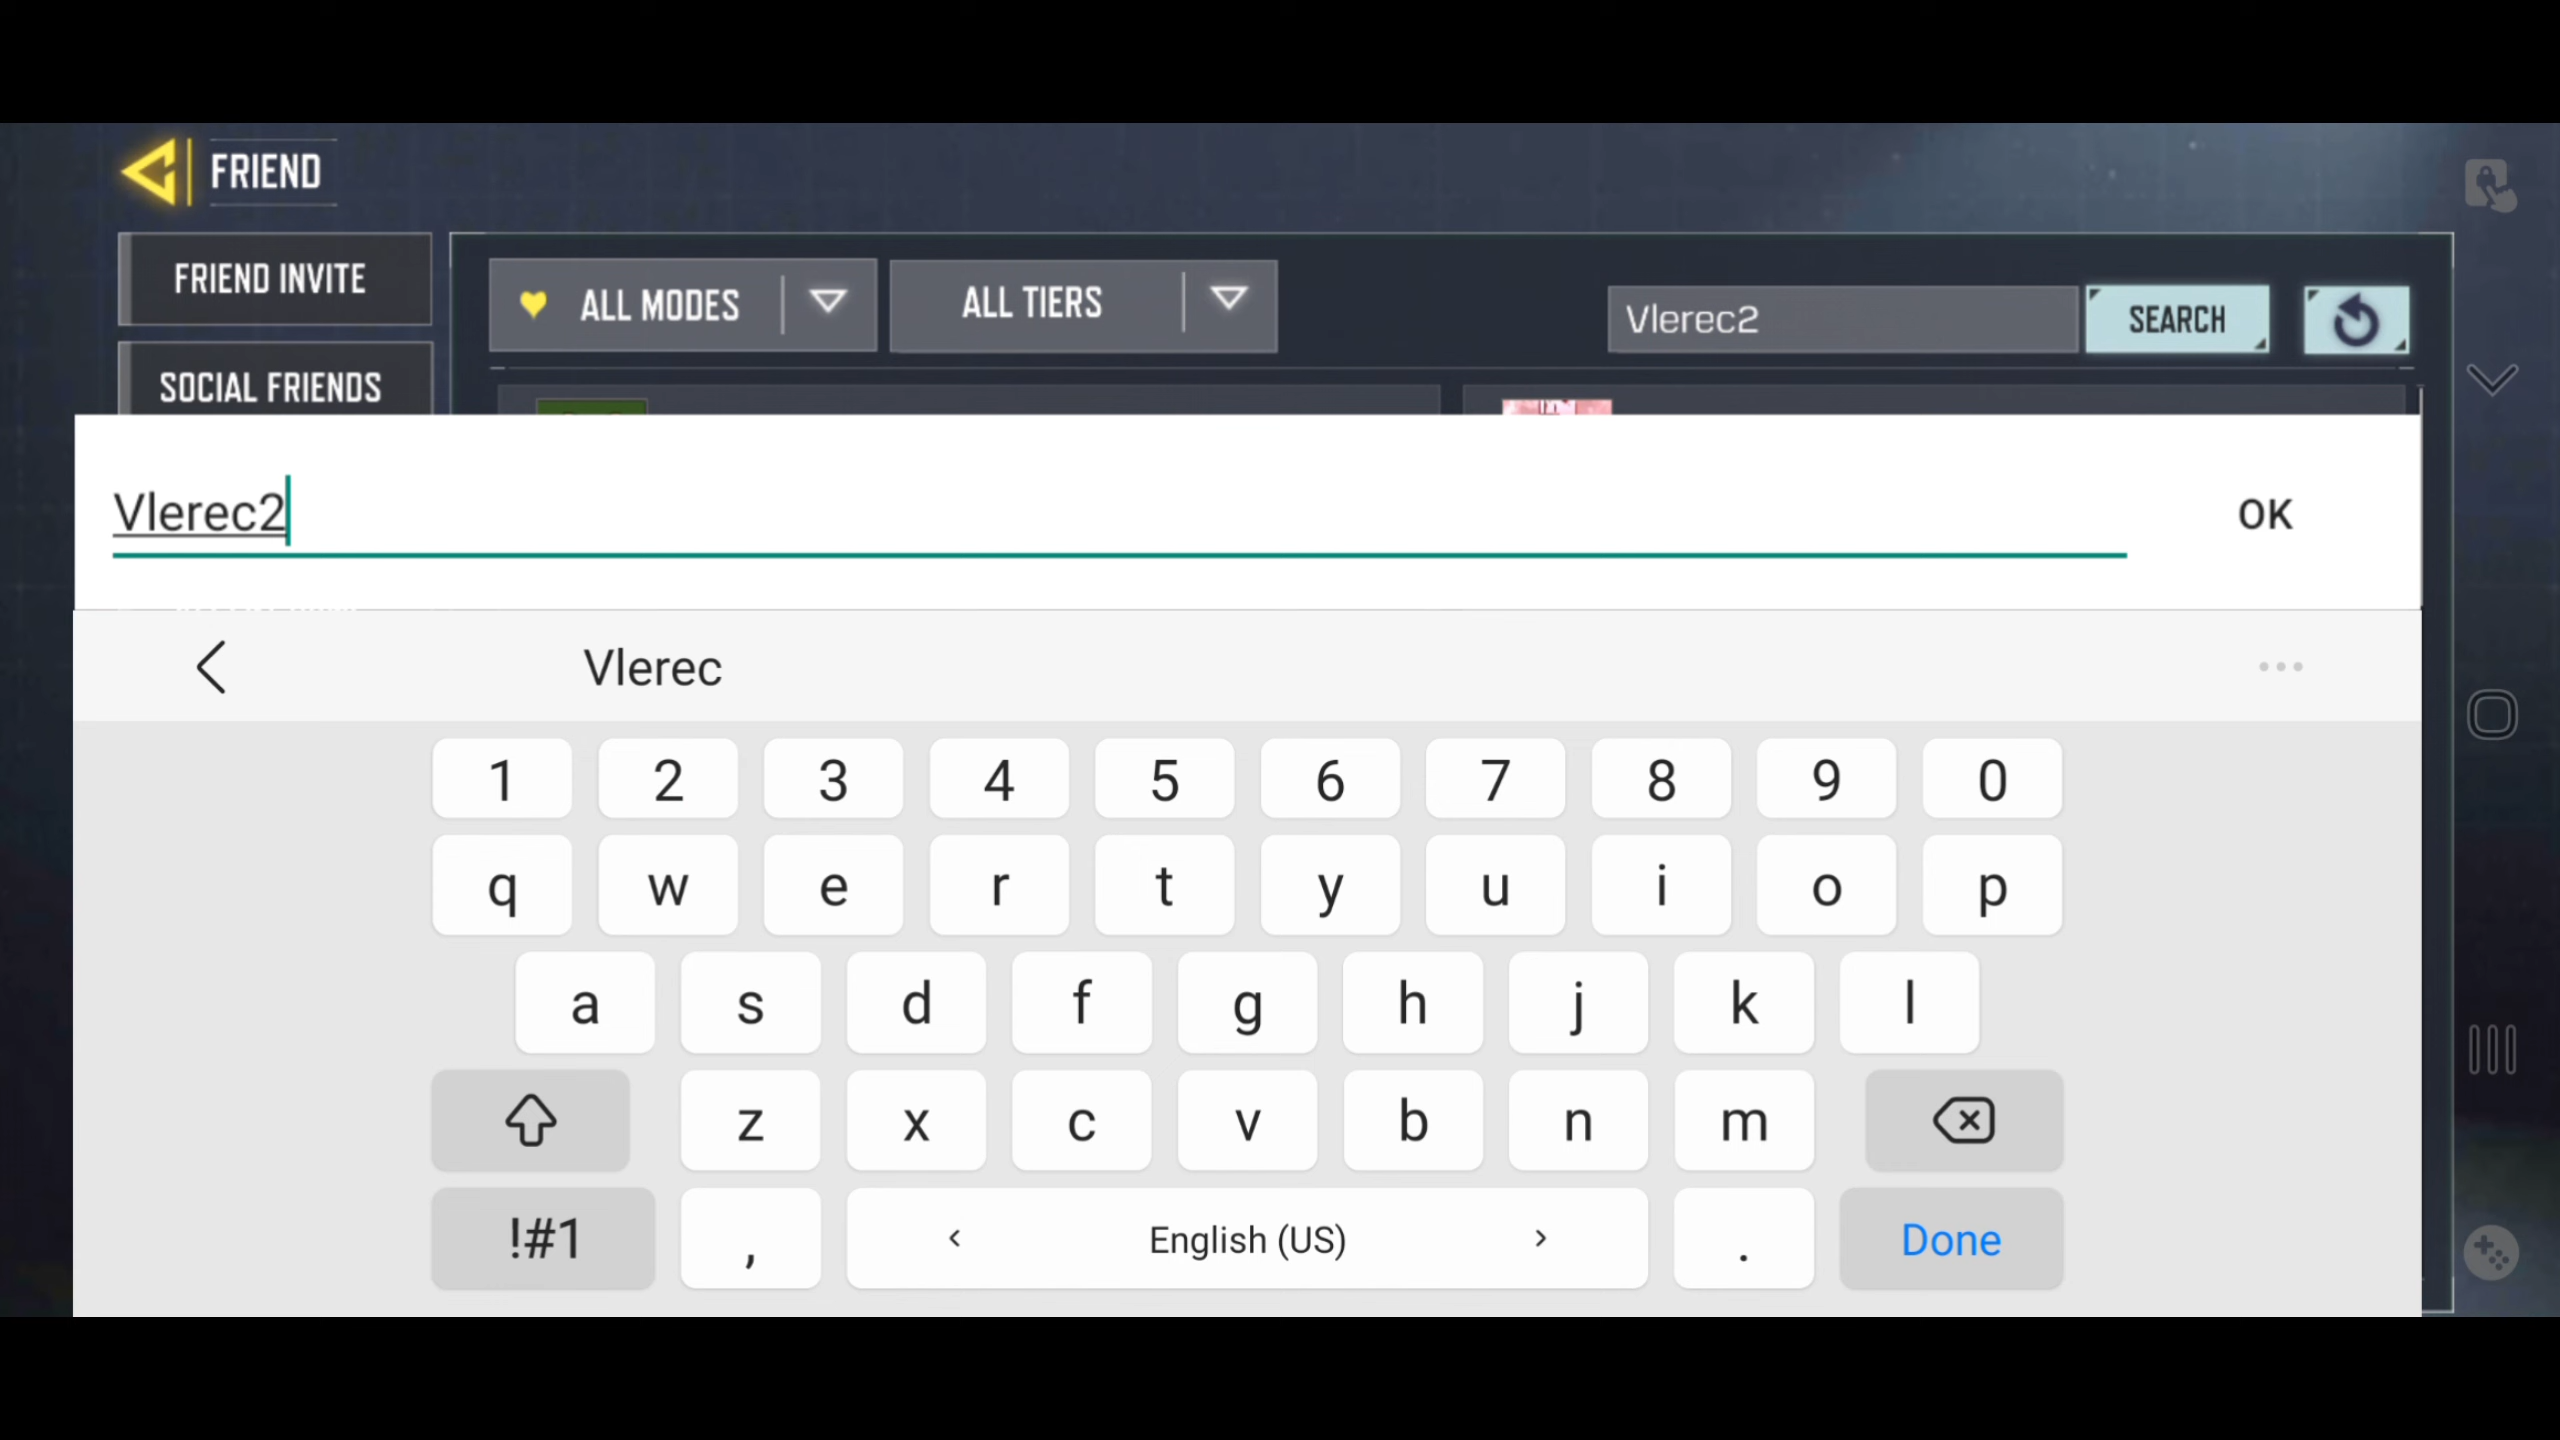 FRIEND
FRIEND INVITE
ALL MODES
ALL TIERS
Vlerec2
SEARCH
SOCIAL FRIENDS
Vlerec2
OK
Vlerec
1 2 3 4 5 6 7 8 9 0
q w e r t y u i o p
a s d f g h j k l
z x c v b n m
!#1 , < English (US) > . Done